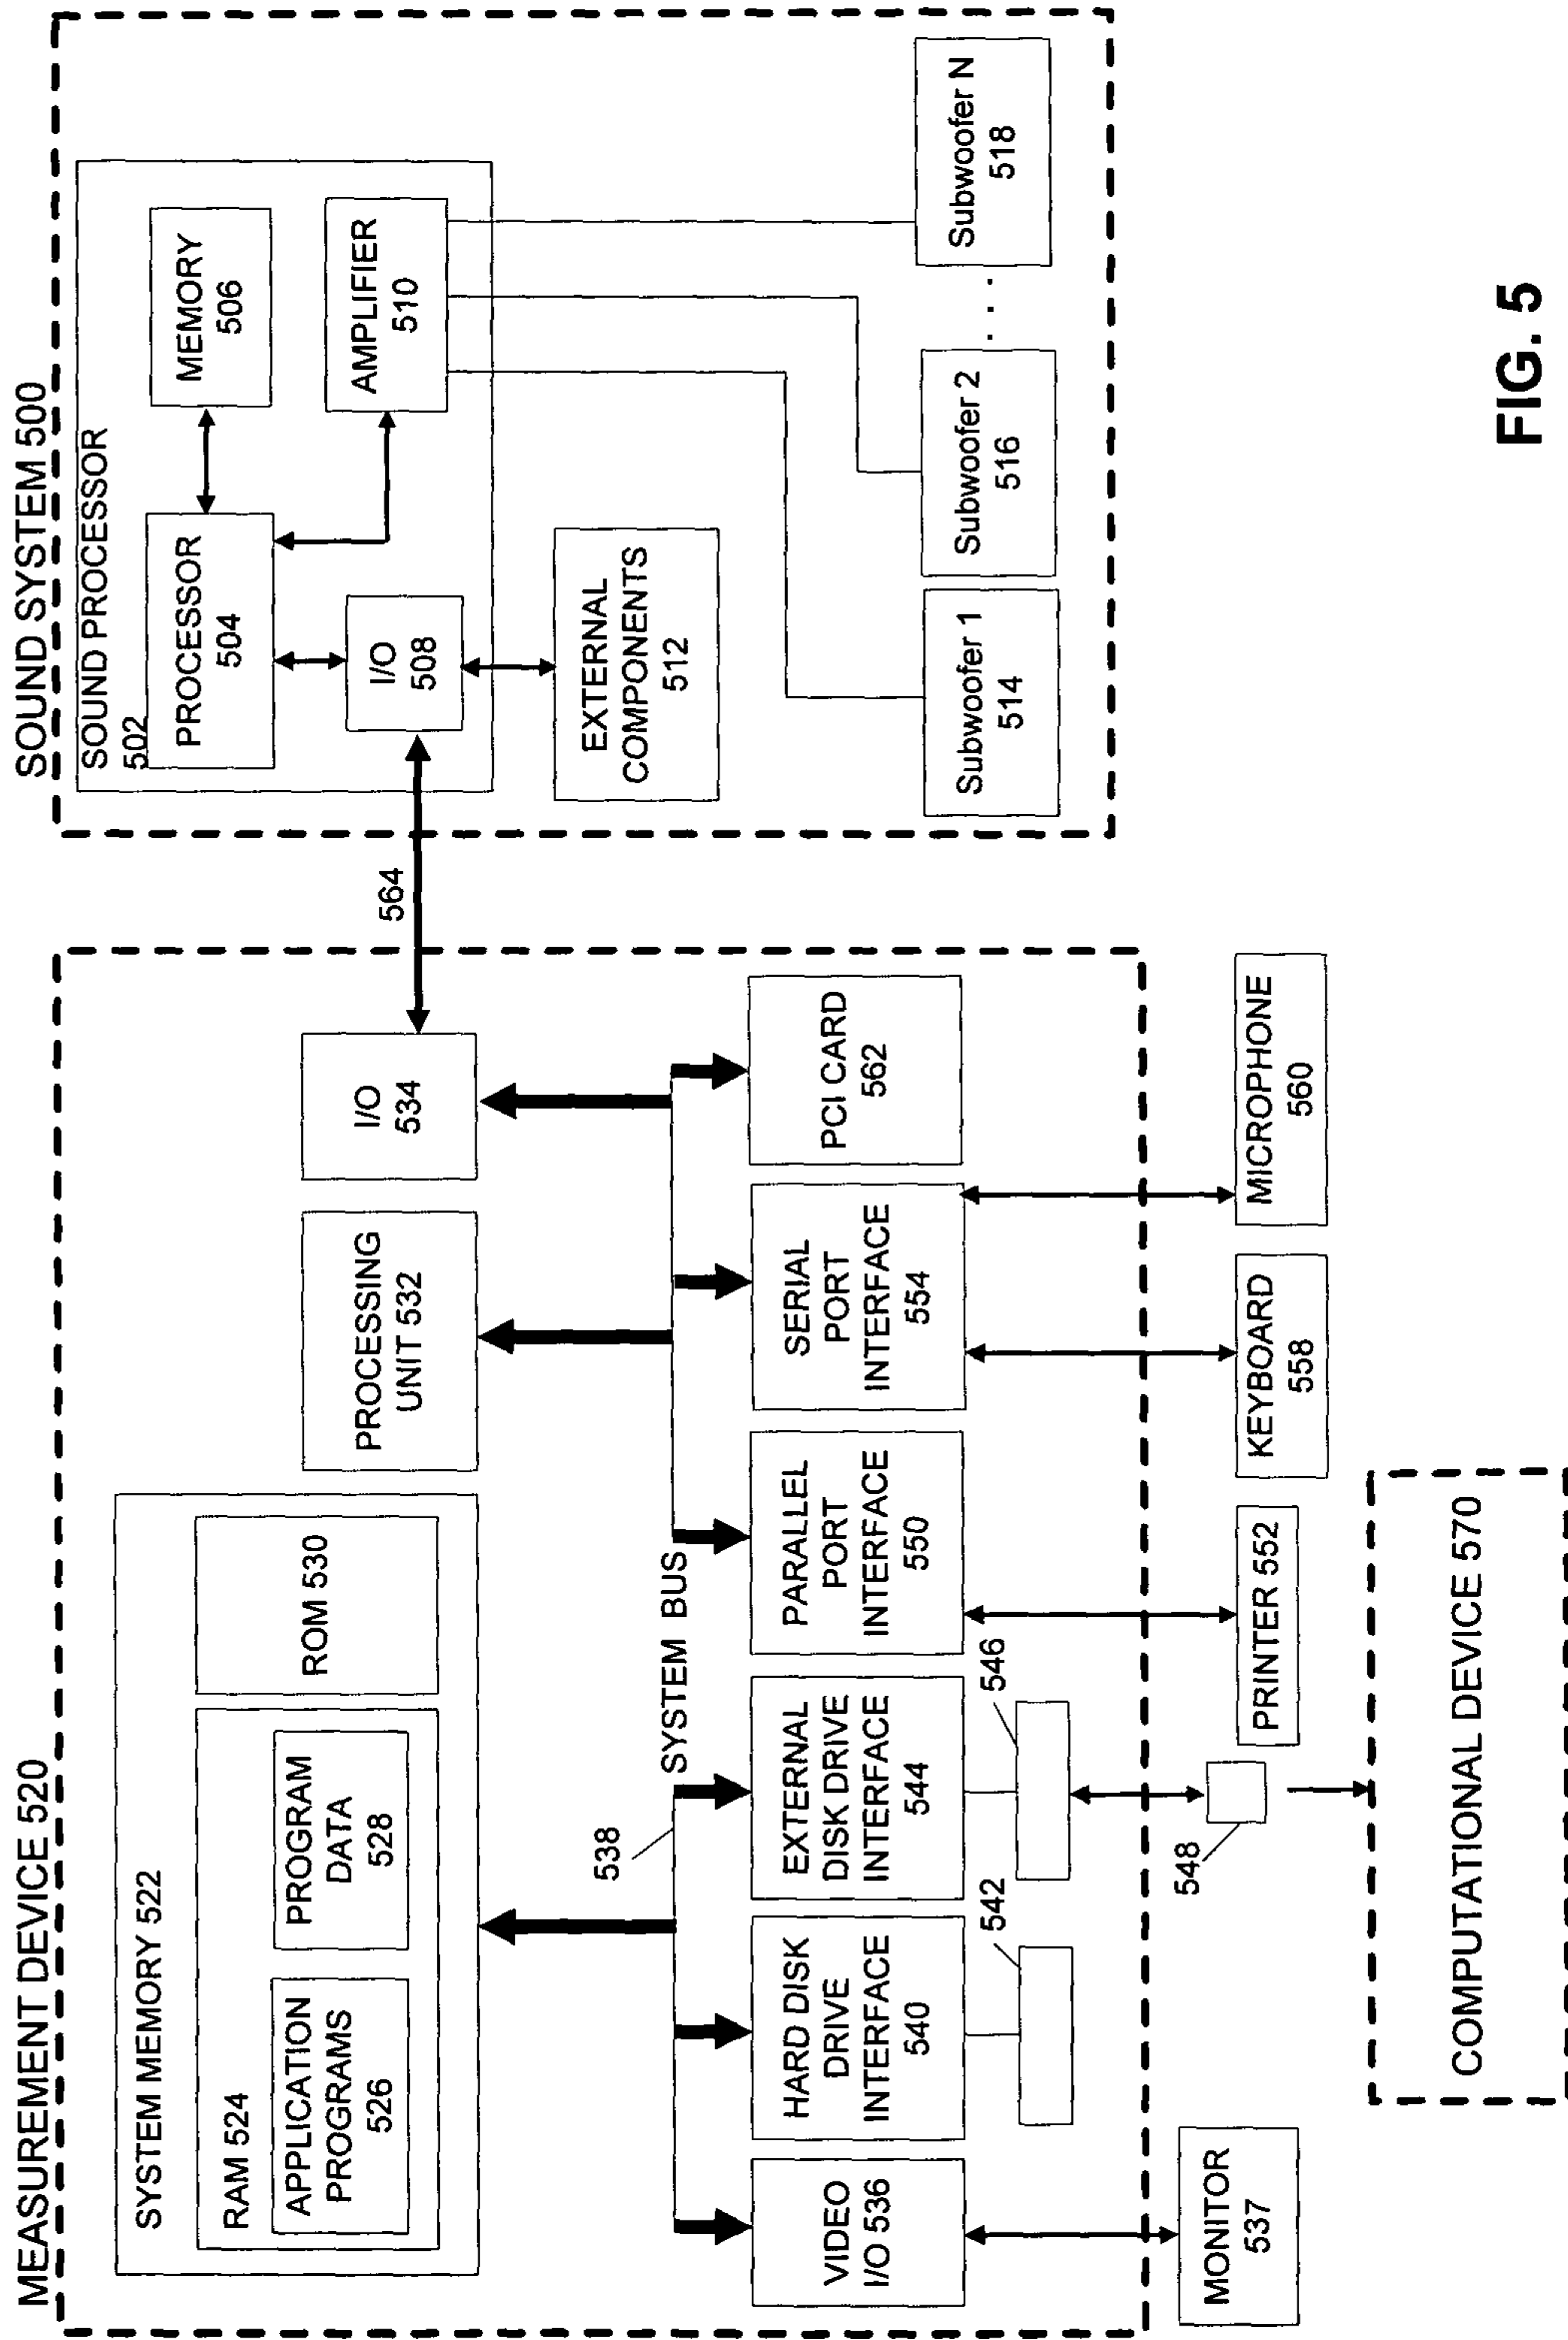 MEASUREMENT DEVICE 520
SYSTEM MEMORY 522
RAM 524
APPLICATION
PROGRAMS
526
PROGRAM
DATA
528
ROM 530
PROCESSING
UNIT 532
I/O
534
538
SYSTEM BUS
VIDEO
I/O 536
HARD DISK
DRIVE
INTERFACE
540
EXTERNAL
DISK DRIVE
INTERFACE
544
PARALLEL
PORT
INTERFACE
550
SERIAL
PORT
INTERFACE
554
PCI CARD
562
542
546
MONITOR
537
548
PRINTER 552
KEYBOARD
558
MICROPHONE
560
COMPUTATIONAL DEVICE 570
564
SOUND SYSTEM 500
SOUND PROCESSOR
502
PROCESSOR
504
MEMORY
506
I/O
508
AMPLIFIER
510
EXTERNAL
COMPONENTS
512
Subwoofer 1
514
Subwoofer 2
516
. . .
Subwoofer N
518
FIG. 5